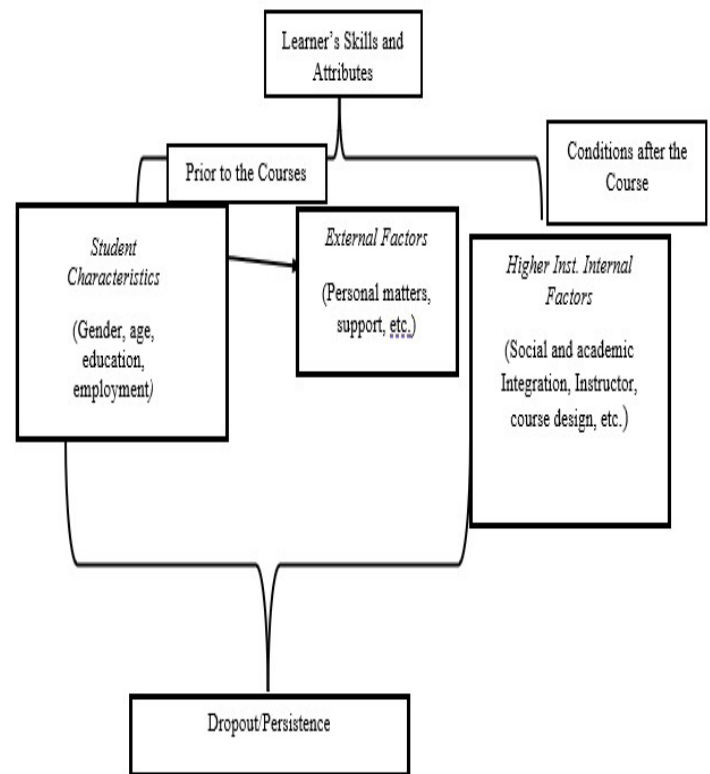 Learner's Skills and
Attributes
Prior to the Courses
Conditions after the
Course
Student
Characteristics
(Gender, age,
education,
employment)
External Factors
(Personal matters,
support, etc.)
Higher Inst. Internal
Factors
(Social and academic
Integration, Instructor,
course design, etc.)
Dropout/Persistence